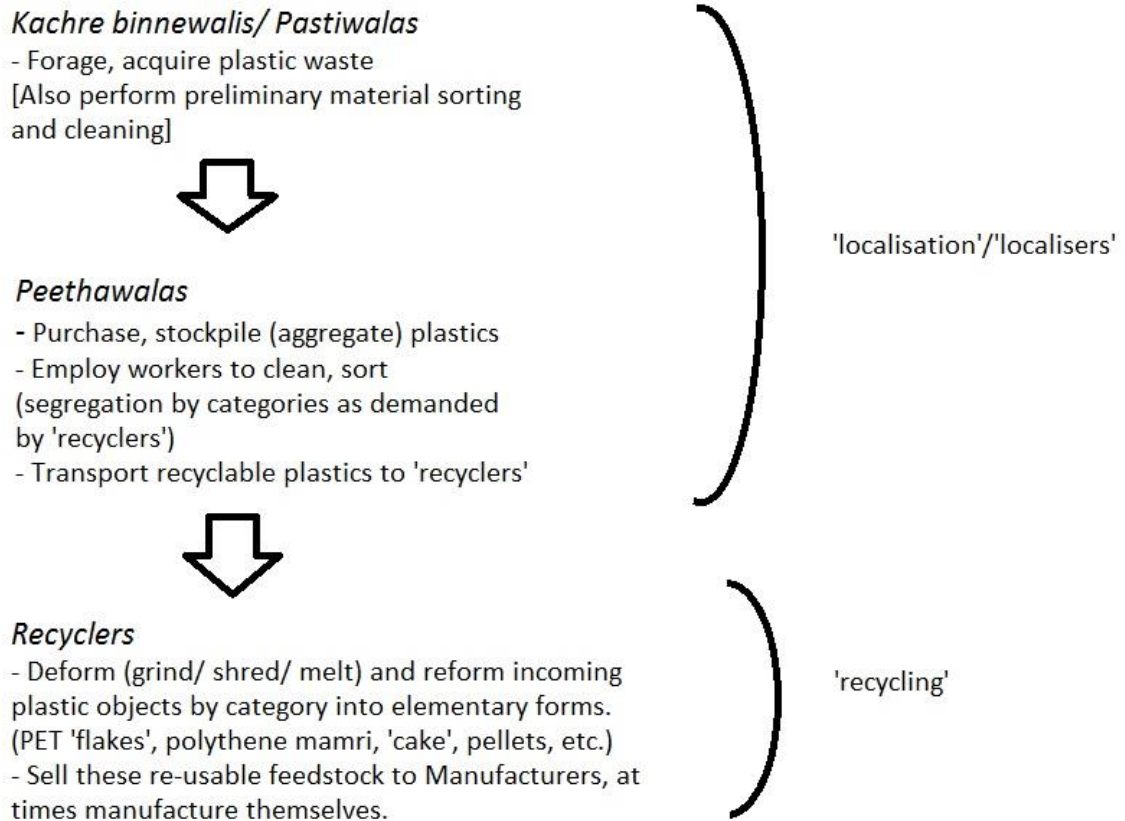 Kachre binnewalis/ Pastiwalas
- Forage, acquire plastic waste
[Also perform preliminary material sorting
and cleaning]
Peethawalas
- Purchase, stockpile (aggregate) plastics
- Employ workers to clean, sort
(segregation by categories as demanded
by 'recyclers')
- Transport recyclable plastics to 'recyclers'
'localisation'/'localisers'
Recyclers
- Deform (grind/ shred/ melt) and reform incoming
plastic objects by category into elementary forms.
(PET 'flakes', polythene mamri, 'cake', pellets, etc.)
- Sell these re-usable feedstock to Manufacturers, at
times manufacture themselves.
'recycling'